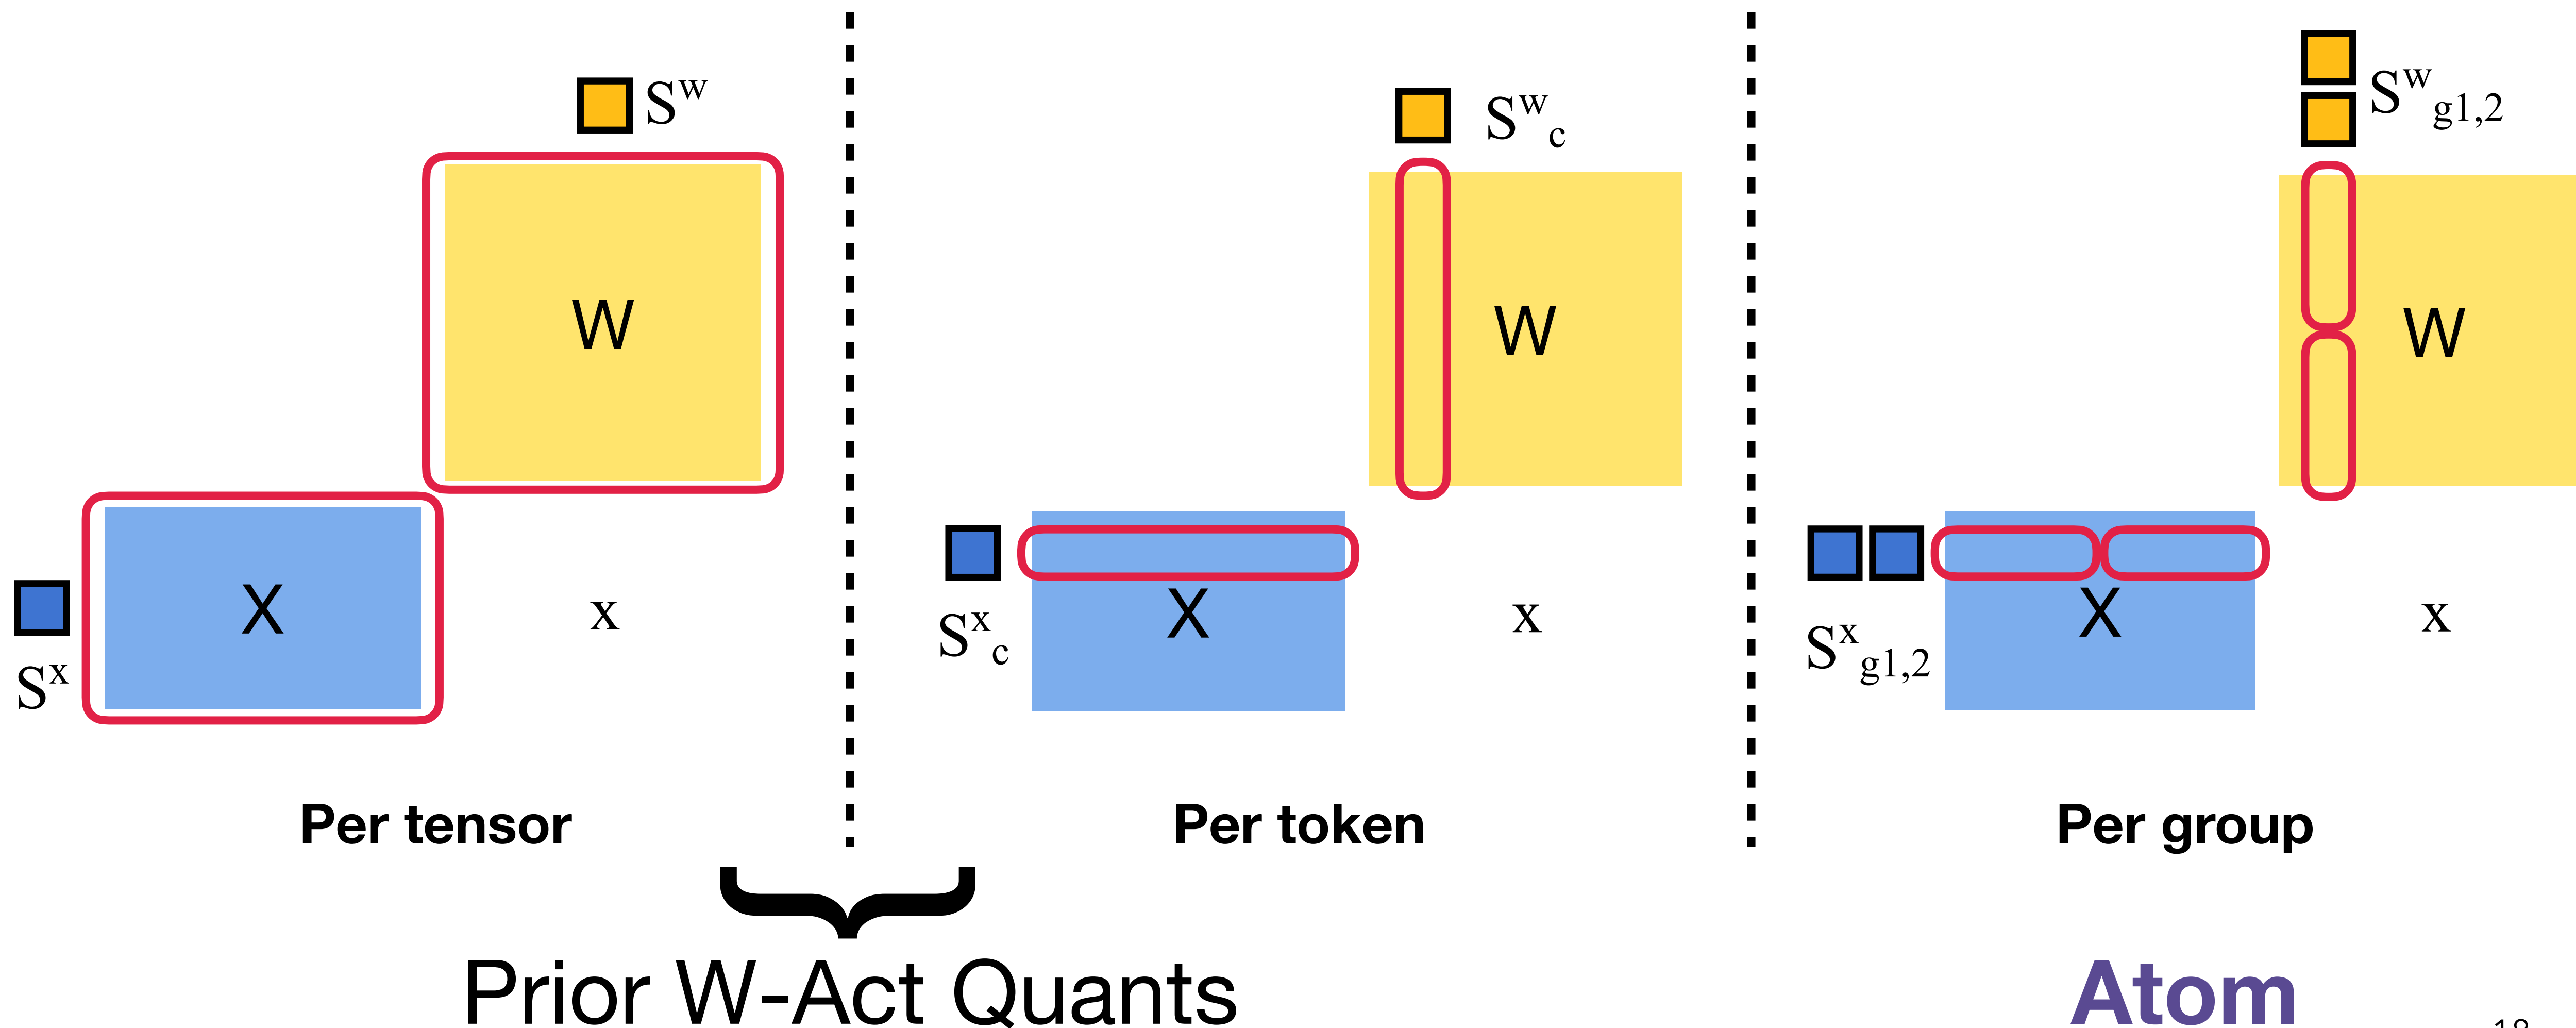 S^w
W
X
x
S^x
Per tensor
S^w_c
W
X
x
S^x_c
Per token
S^w_g1,2
W
X
x
S^x_g1,2
Per group
Prior W-Act Quants
Atom